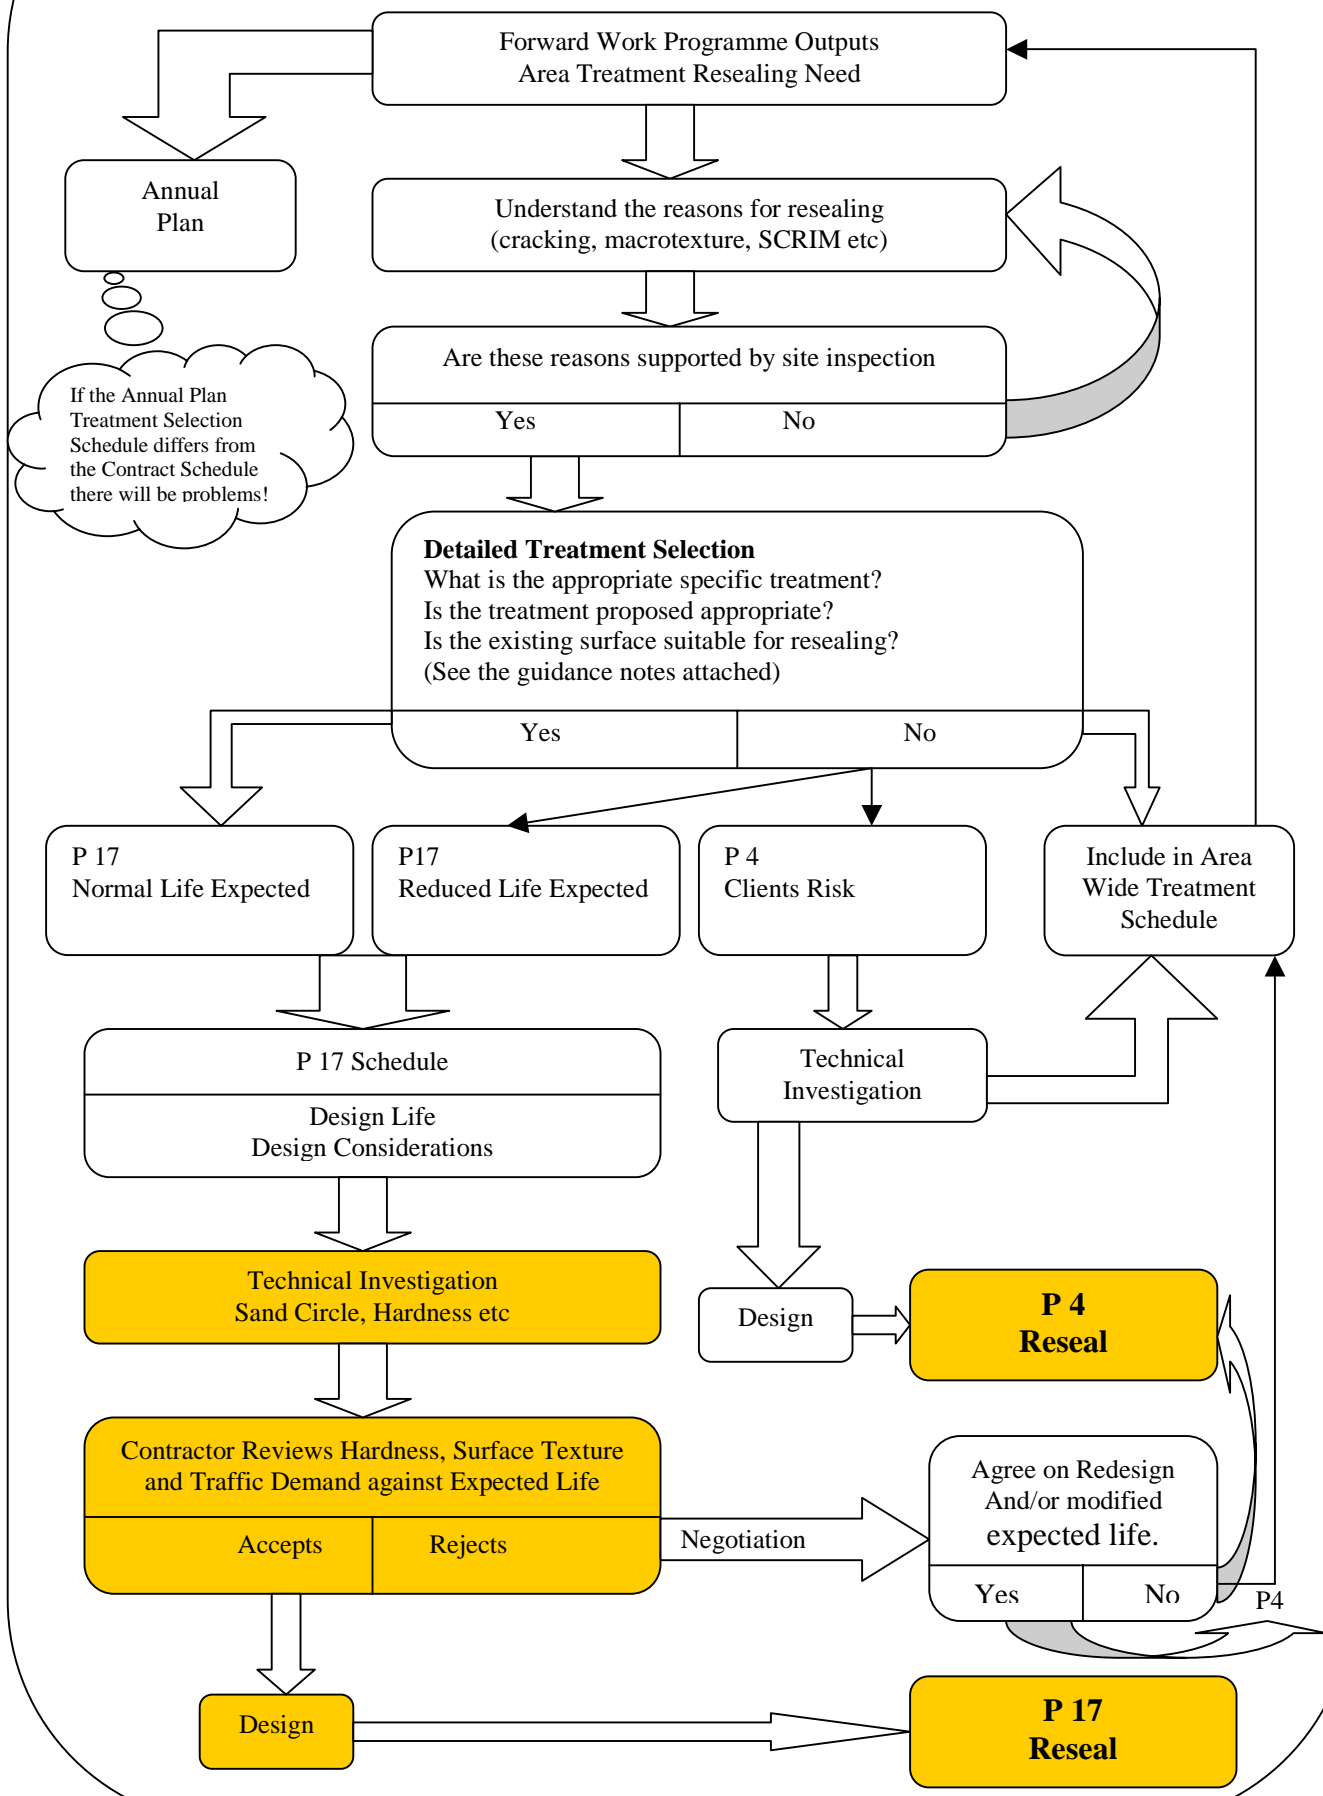 Forward Work Programme Outputs
Area Treatment Resealing Need
Annual
Plan
Understand the reasons for resealing
(cracking, macrotexture, SCRIM etc)
Are these reasons supported by site inspection
Yes
No
If the Annual Plan
Treatment Selection
Schedule differs from
the Contract Schedule
there will be problems!
Detailed Treatment Selection
What is the appropriate specific treatment?
Is the treatment proposed appropriate?
Is the existing surface suitable for resealing?
(See the guidance notes attached)
Yes
No
P 17
Normal Life Expected
P17
Reduced Life Expected
P 4
Clients Risk
Include in Area
Wide Treatment
Schedule
P 17 Schedule
Design Life
Design Considerations
Technical
Investigation
Technical Investigation
Sand Circle, Hardness etc
Design
P 4
Reseal
Contractor Reviews Hardness, Surface Texture
and Traffic Demand against Expected Life
Accepts
Rejects
Negotiation
Agree on Redesign
And/or modified
expected life.
Yes
No
P4
Design
P 17
Reseal